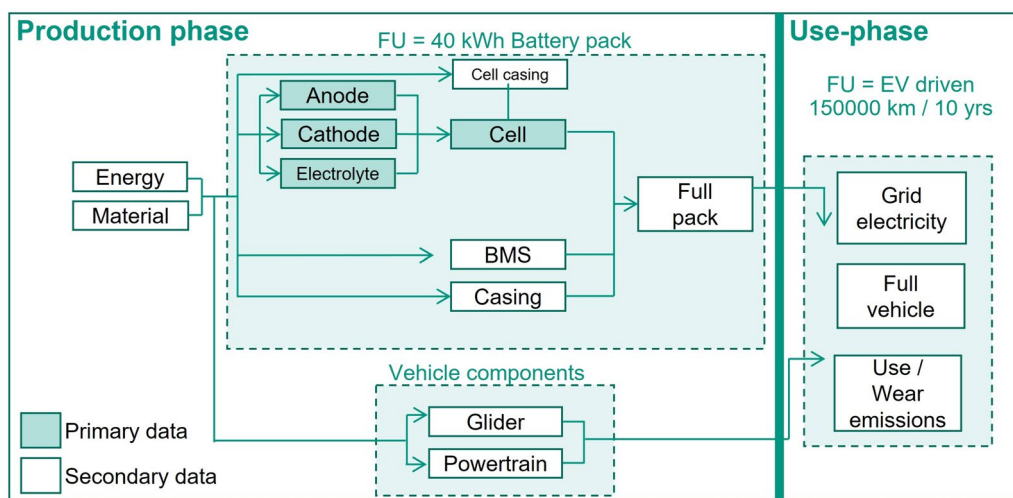 Production phase
Use-phase
FU = 40 kWh Battery pack
Cell casing
Anode
Cathode
Electrolyte
Cell
Energy
Material
Full
pack
BMS
Casing
FU = EV driven
150000 km / 10 yrs
Grid
electricity
Full
vehicle
Use /
Wear
emissions
Vehicle components
Glider
Powertrain
Primary data
Secondary data